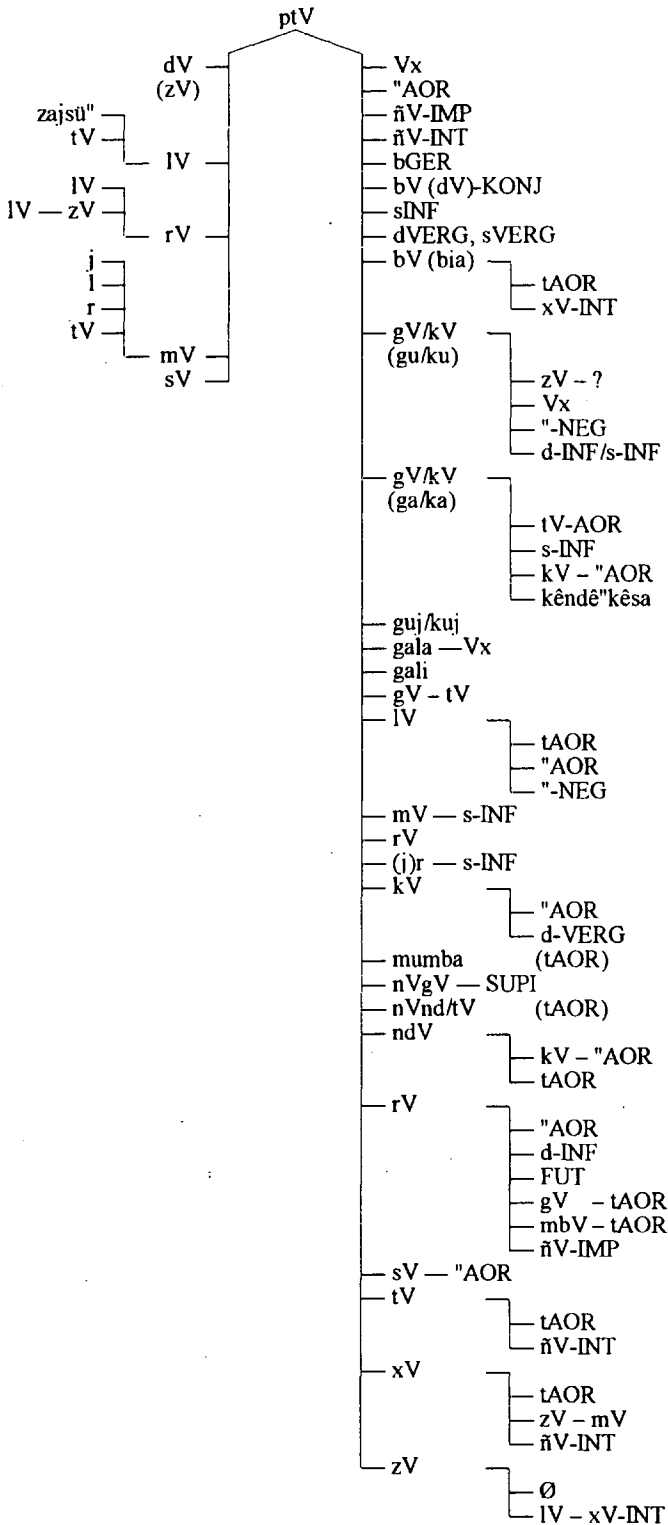 ptV
dV Vx
(zV) "AOR
zajsü" ñV-IMP
tV ñV-INT
lV bGER
lV bV (dV)-KONJ
lV — zV sINF
rV dVERG, sVERG
j bV (bia)
l tAOR
r xV-INT
tV gV/kV
mV (gu/ku)
sV zV – ?
Vx
"-NEG
d-INF/s-INF
gV/kV
(ga/ka)
tV-AOR
s-INF
kV – "AOR
kêndê"kêsa
guj/kuj
gala — Vx
gali
gV – tV
lV
tAOR
"AOR
"-NEG
mV — s-INF
rV
(j)r — s-INF
kV
"AOR
d-VERG
mumba (tAOR)
nVgV — SUPI
nVnd/tV (tAOR)
ndV
kV – "AOR
tAOR
rV
"AOR
d-INF
FUT
gV – tAOR
mbV – tAOR
ñV-IMP
sV — "AOR
tV
tAOR
ñV-INT
xV
tAOR
zV – mV
ñV-INT
zV
Ø
lV – xV-INT